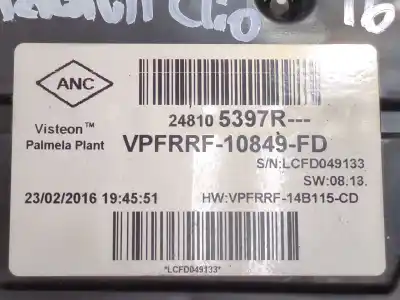 Clio 16
ANC
24810 5397R---
Visteon™
Palmela Plant
VPFRRF-10849-FD
S/N:LCFD049133
SW:08.13.
23/02/2016 19:45:51
HW:VPFRRF-14B115-CD
*LCFD049133*